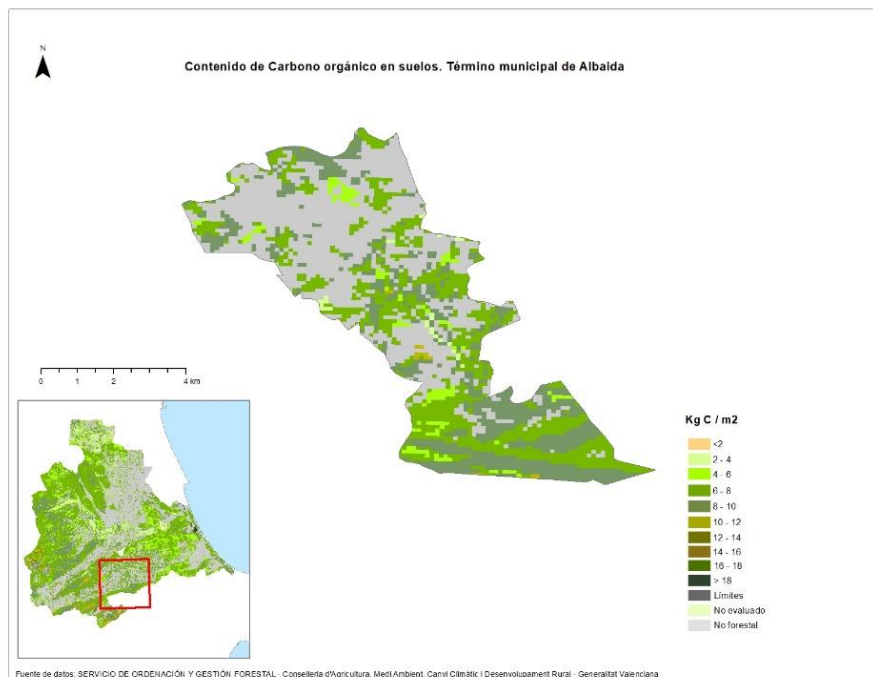 N
Contenido de Carbono orgánico en suelos. Término municipal de Albaida
0 1 2 3 4 km
Kg C / m2
<2
2 - 4
4 - 6
6 - 8
8 - 10
10 - 12
12 - 14
14 - 16
16 - 18
> 18
Límites
No evaluado
No forestal
Fuente de datos: SERVICIO DE ORDENACIÓN Y GESTIÓN FORESTAL - Conselleria d'Agricultura, Medi Ambient, Canvi Climàtic i Desenvolupament Rural - Generalitat Valenciana